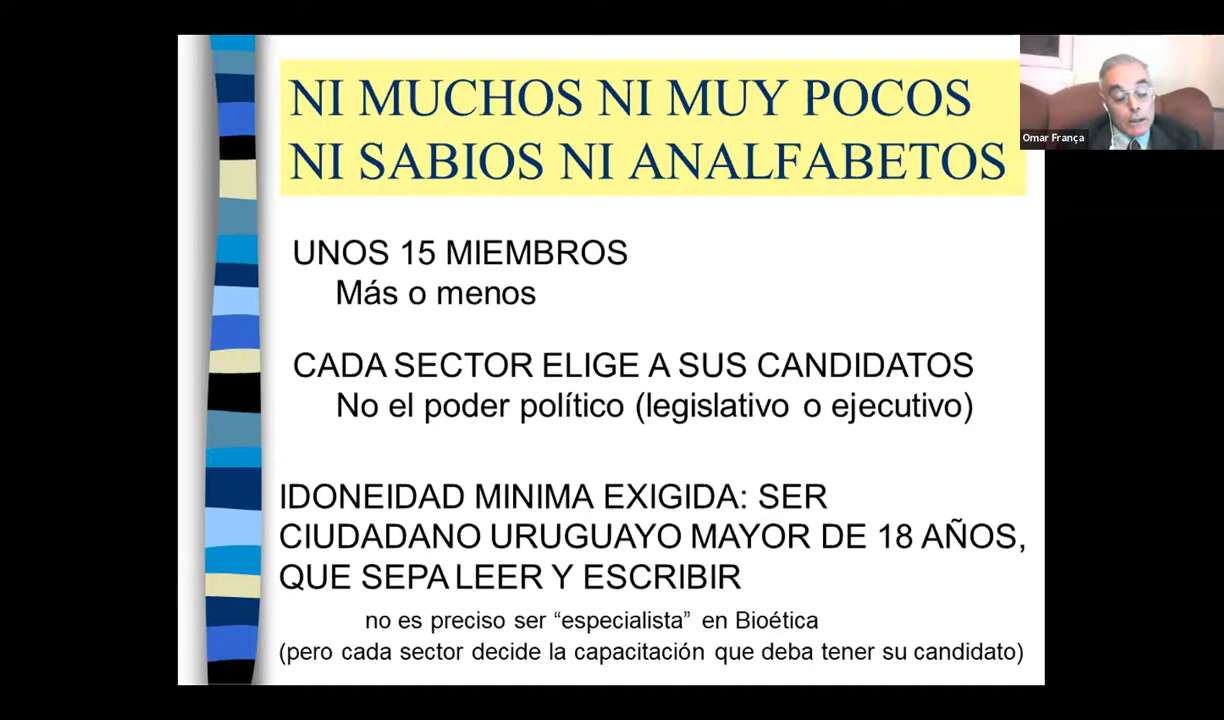 NI MUCHOS NI MUY POCOS
NI SABIOS NI ANALFABETOS
Omar França
UNOS 15 MIEMBROS
Más o menos
CADA SECTOR ELIGE A SUS CANDIDATOS
No el poder político (legislativo o ejecutivo)
IDONEIDAD MINIMA EXIGIDA: SER
CIUDADANO URUGUAYO MAYOR DE 18 AÑOS,
QUE SEPA LEER Y ESCRIBIR
no es preciso ser “especialista” en Bioética
(pero cada sector decide la capacitación que deba tener su candidato)